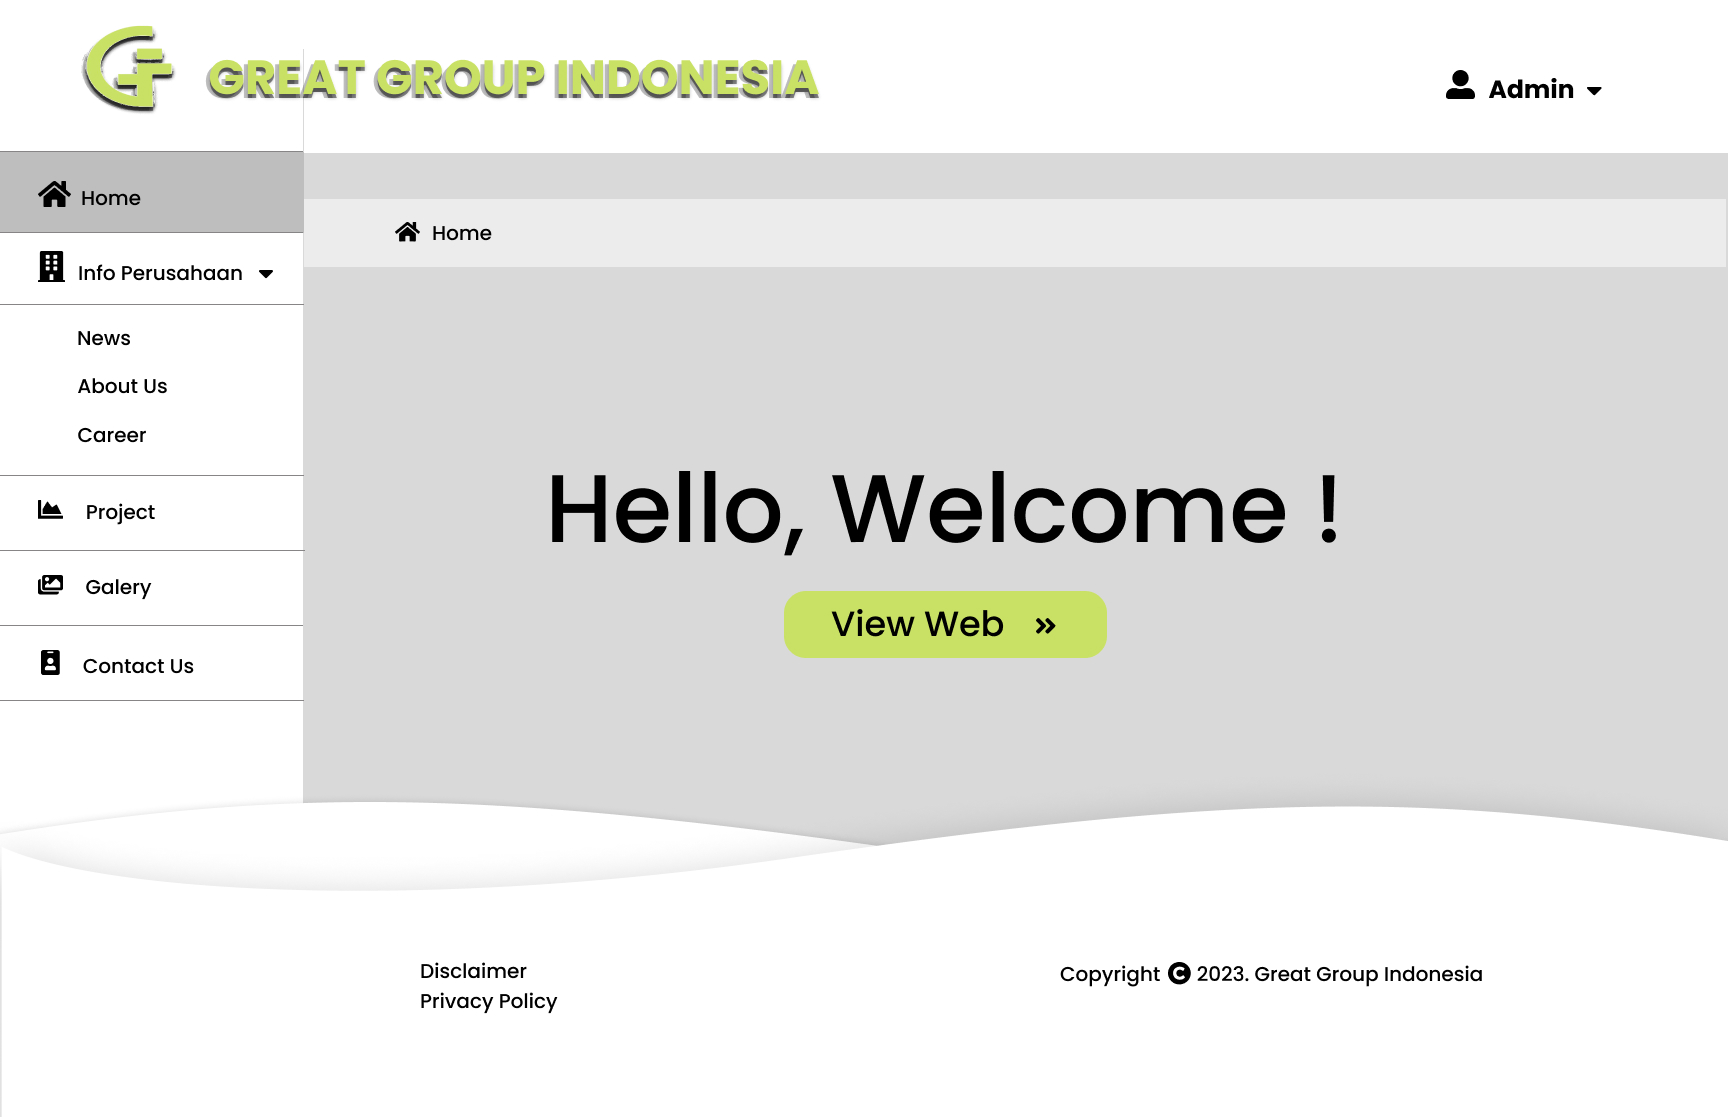 GREAT GROUP INDONESIA
Admin
Home
Info Perusahaan
News
About Us
Career
Project
Galery
Contact Us
Home
Hello, Welcome !
View Web »
Disclaimer
Privacy Policy
Copyright © 2023. Great Group Indonesia